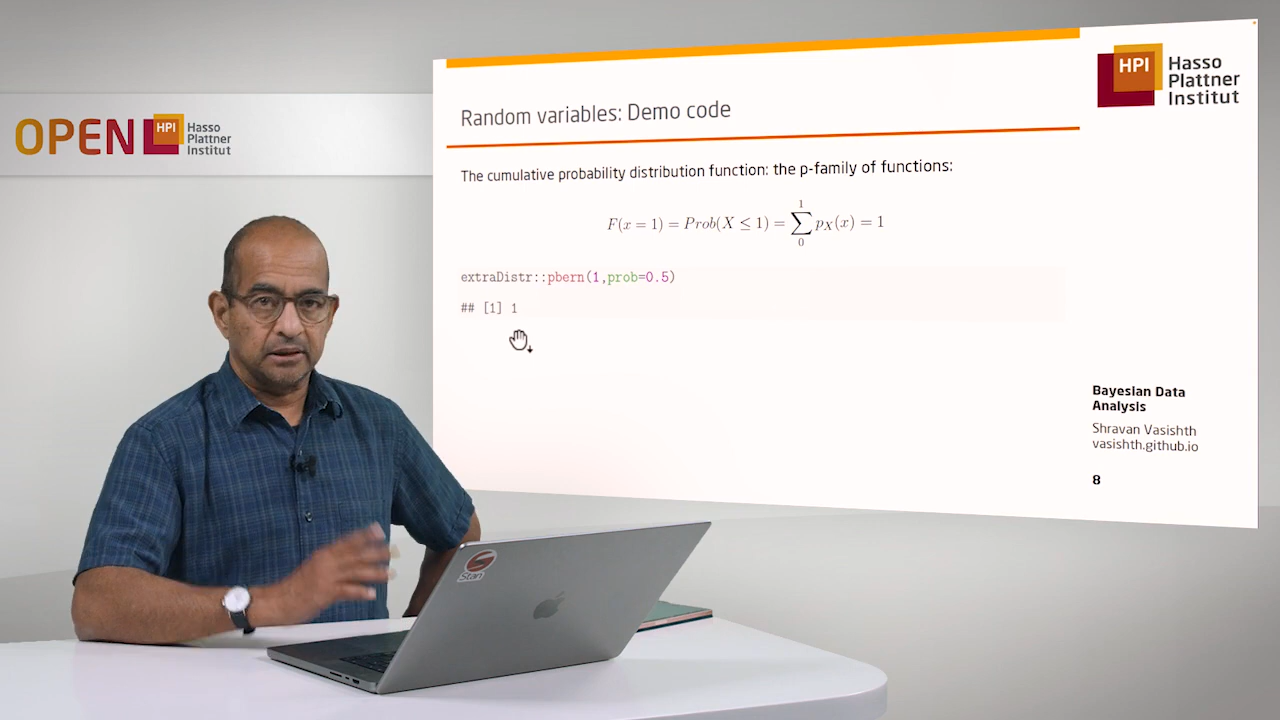 OPEN HPI Hasso
Plattner
Institut
Random variables: Demo code
The cumulative probability distribution function: the p-family of functions:
F(x = 1) = Prob(X ≤ 1) = ∑₀¹ pX(x) = 1
extraDistr::pbern(1,prob=0.5)
## [1] 1
HPI Hasso
Plattner
Institut
Bayesian Data
Analysis
Shravan Vasishth
vasishth.github.io
8
Stan